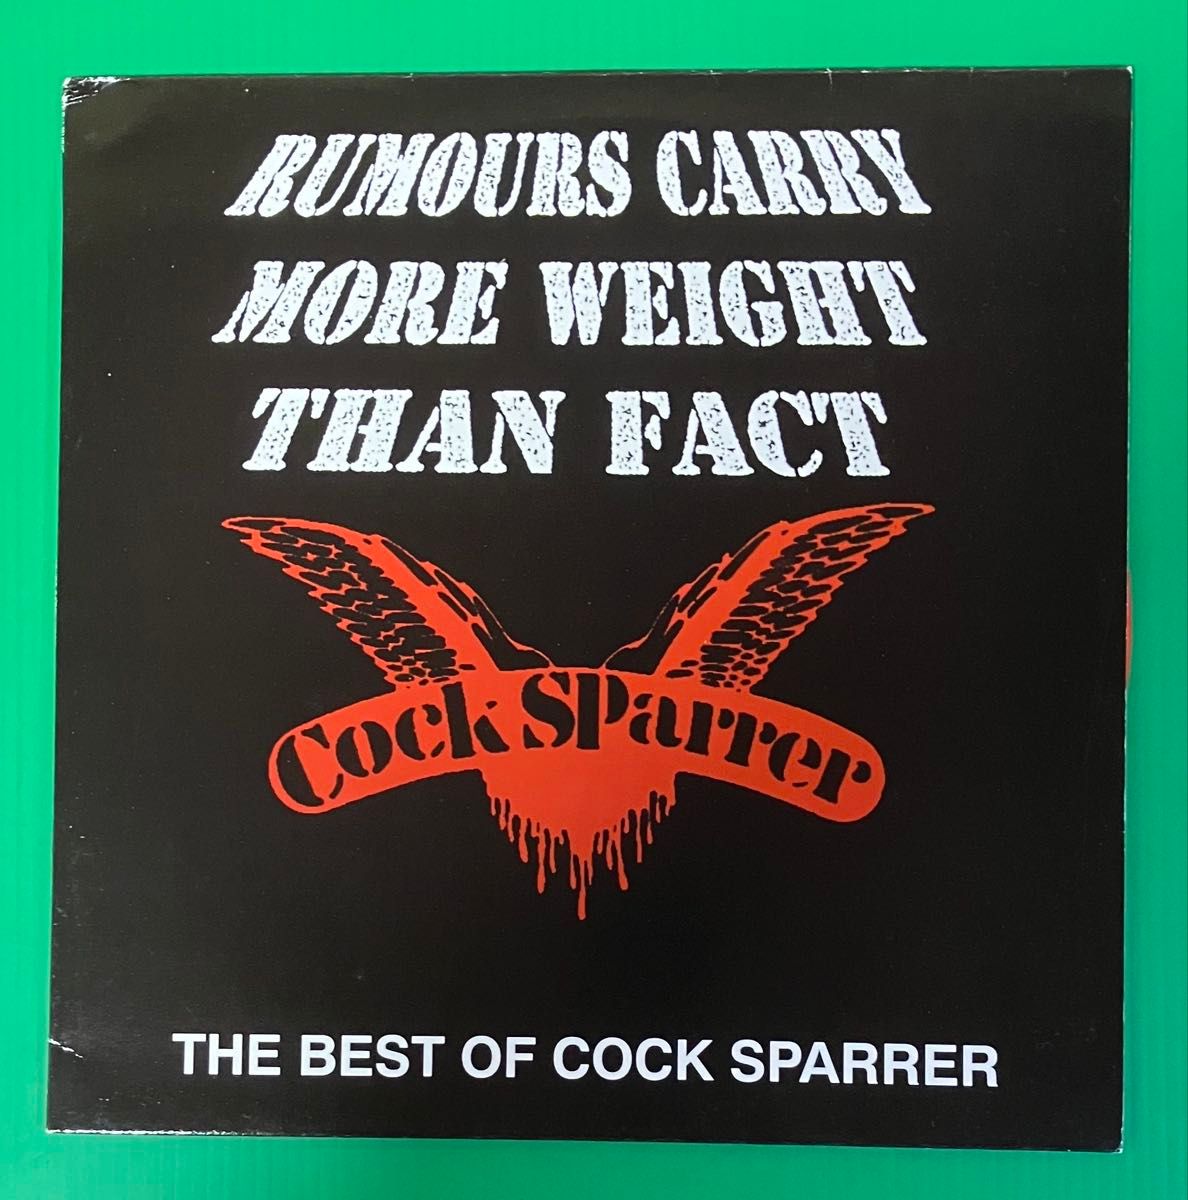 RUMOURS CARRY
MORE WEIGHT
THAN FACT
Cock SParrer
THE BEST OF COCK SPARRER